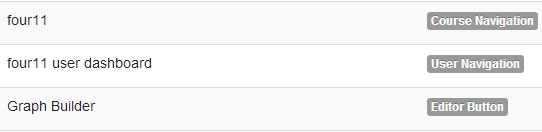 four11 Course Navigation
four11 user dashboard User Navigation
Graph Builder Editor Button